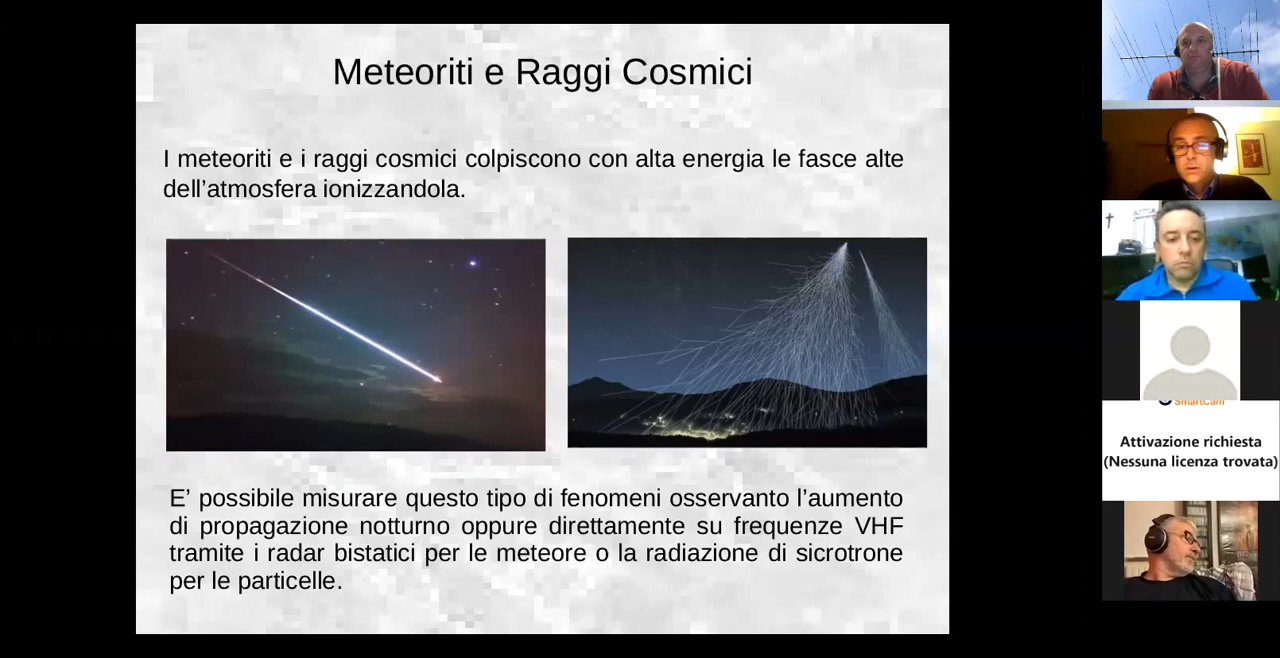 Meteoriti e Raggi Cosmici
I meteoriti e i raggi cosmici colpiscono con alta energia le fasce alte
dell’atmosfera ionizzandola.
E’ possibile misurare questo tipo di fenomeni osservanto l’aumento
di propagazione notturno oppure direttamente su frequenze VHF
tramite i radar bistatici per le meteore o la radiazione di sicrotrone
per le particelle.
SmartCam
Attivazione richiesta
(Nessuna licenza trovata)